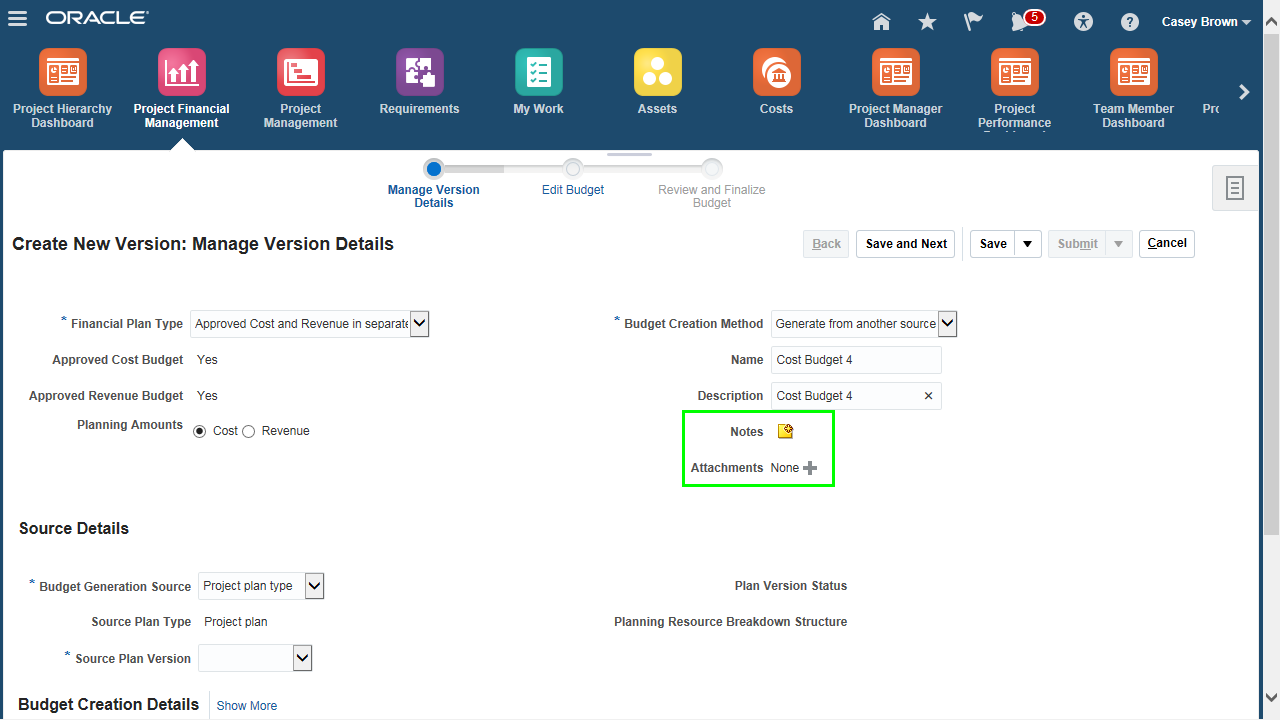 ORACLE
5
Casey Brown
Project Hierarchy
Dashboard
Project Financial
Management
Project
Management
Requirements
My Work
Assets
Costs
Project Manager
Dashboard
Project
Performance
Team Member
Dashboard
Manage Version
Details
Edit Budget
Review and Finalize
Budget
Create New Version: Manage Version Details
Back
Save and Next
Save
Submit
Cancel
* Financial Plan Type Approved Cost and Revenue in separate
Approved Cost Budget Yes
Approved Revenue Budget Yes
Planning Amounts Cost Revenue
* Budget Creation Method Generate from another source
Name Cost Budget 4
Description Cost Budget 4
Notes
Attachments None
Source Details
* Budget Generation Source Project plan type
Source Plan Type Project plan
* Source Plan Version
Plan Version Status
Planning Resource Breakdown Structure
Budget Creation Details Show More